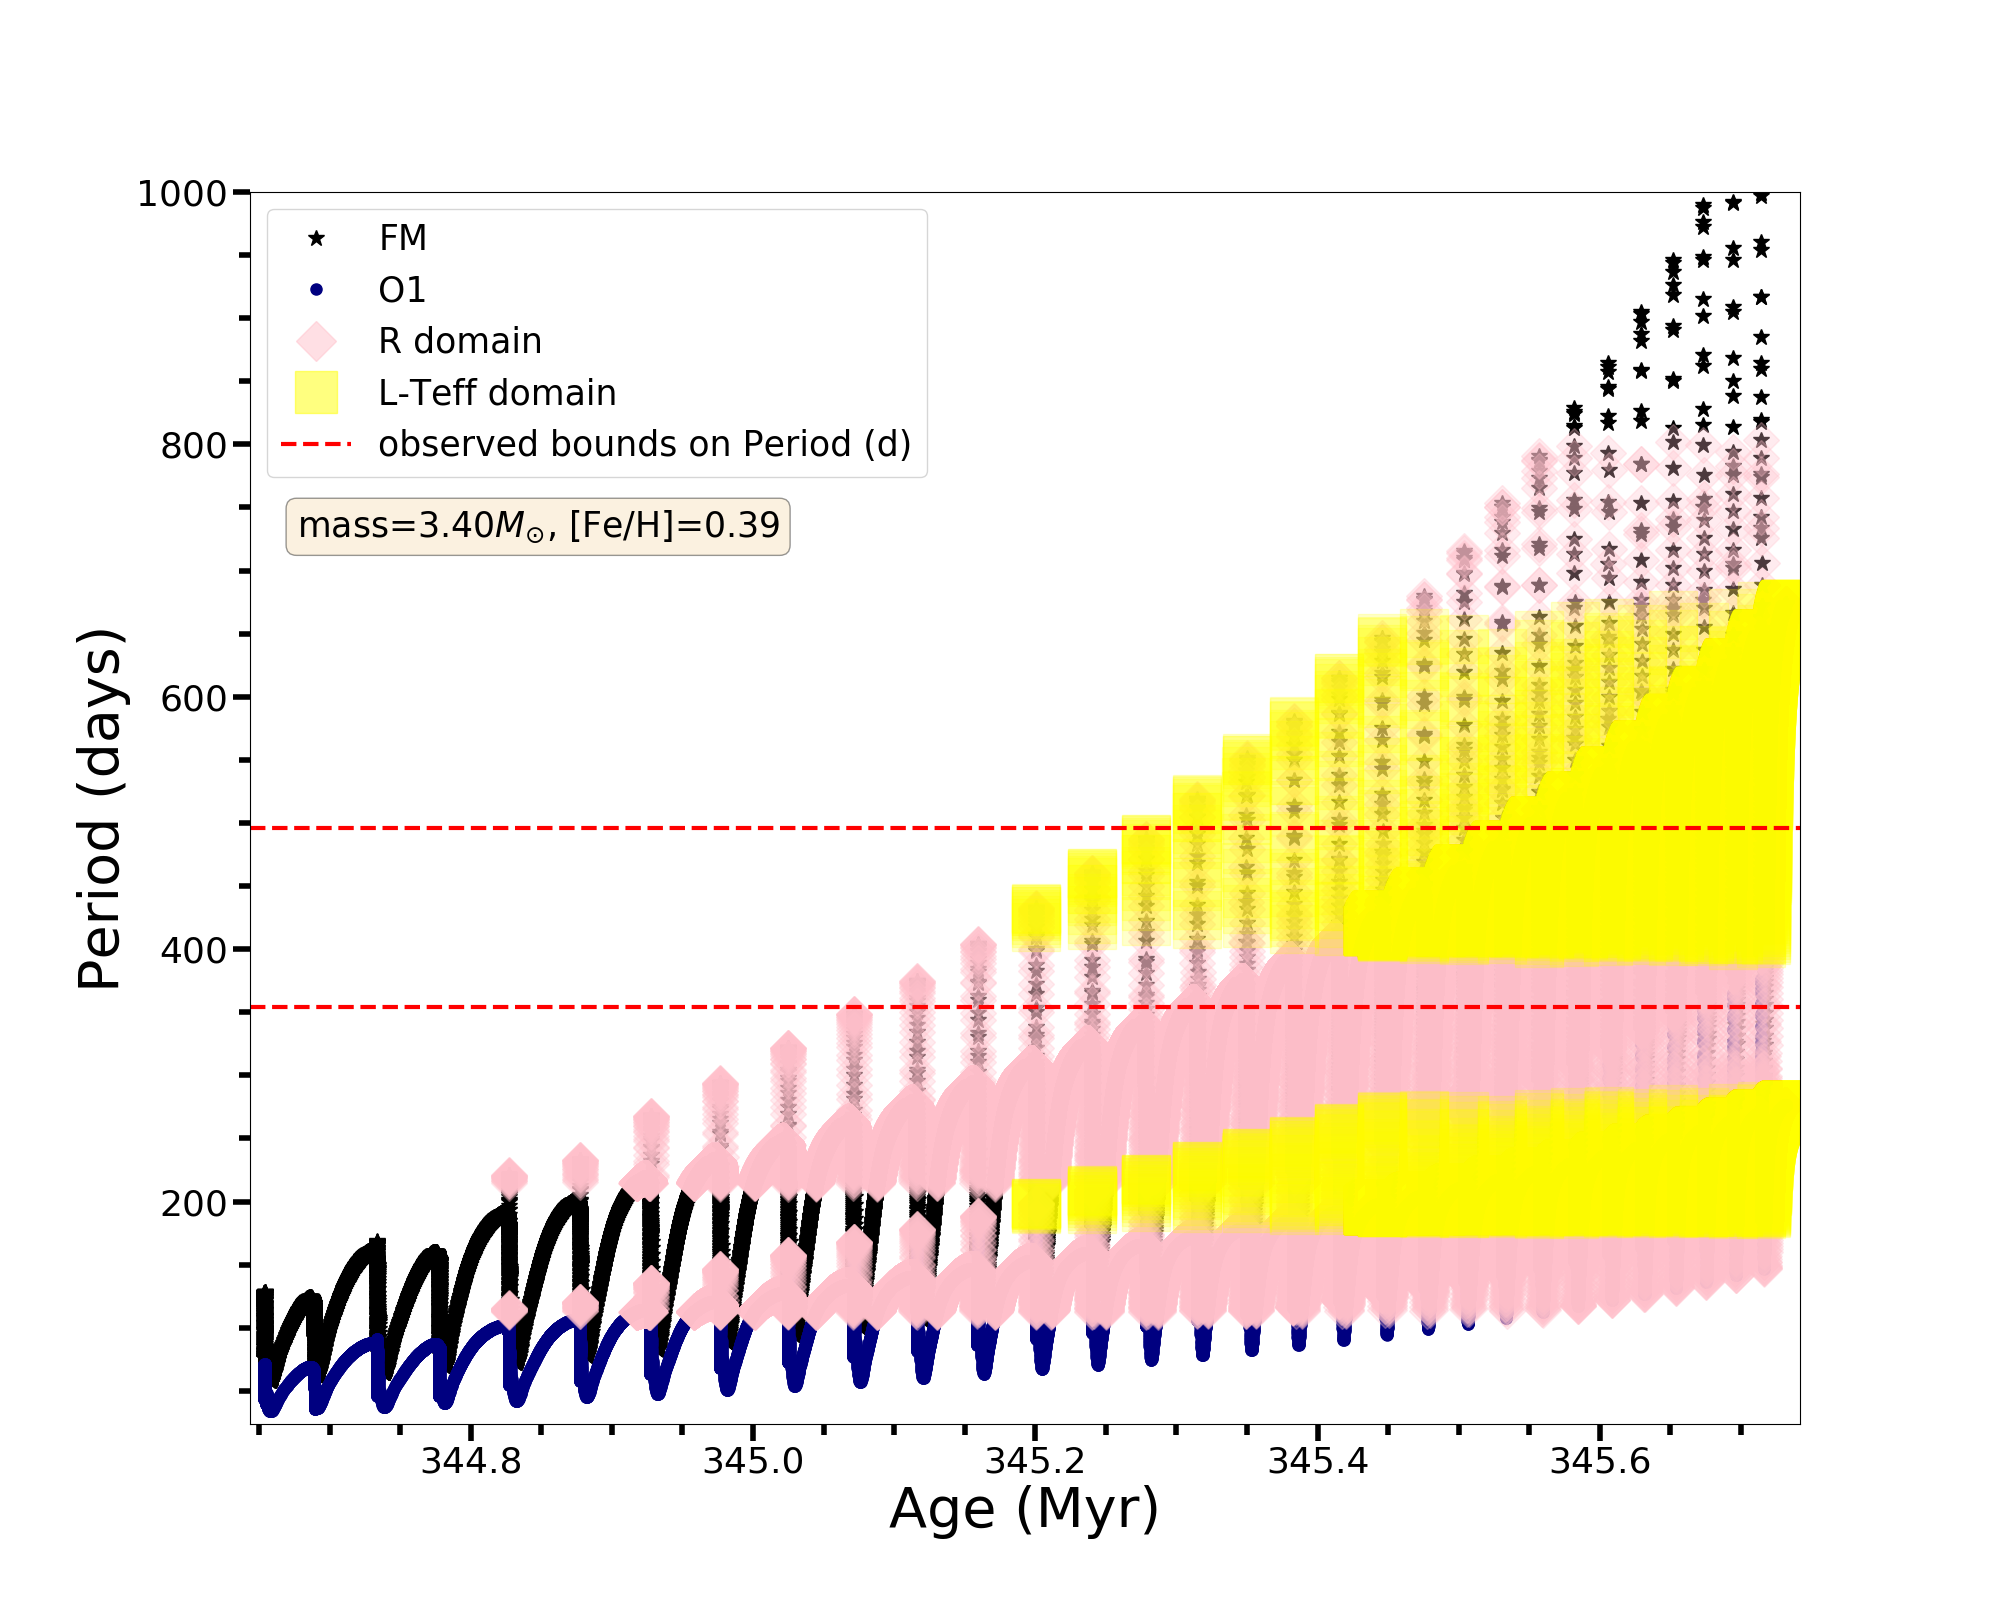 1000
800
600
400
200
Period (days)
FM
O1
R domain
L-Teff domain
observed bounds on Period (d)
mass=3.40M⊙, [Fe/H]=0.39
344.8 345.0 345.2 345.4 345.6
Age (Myr)